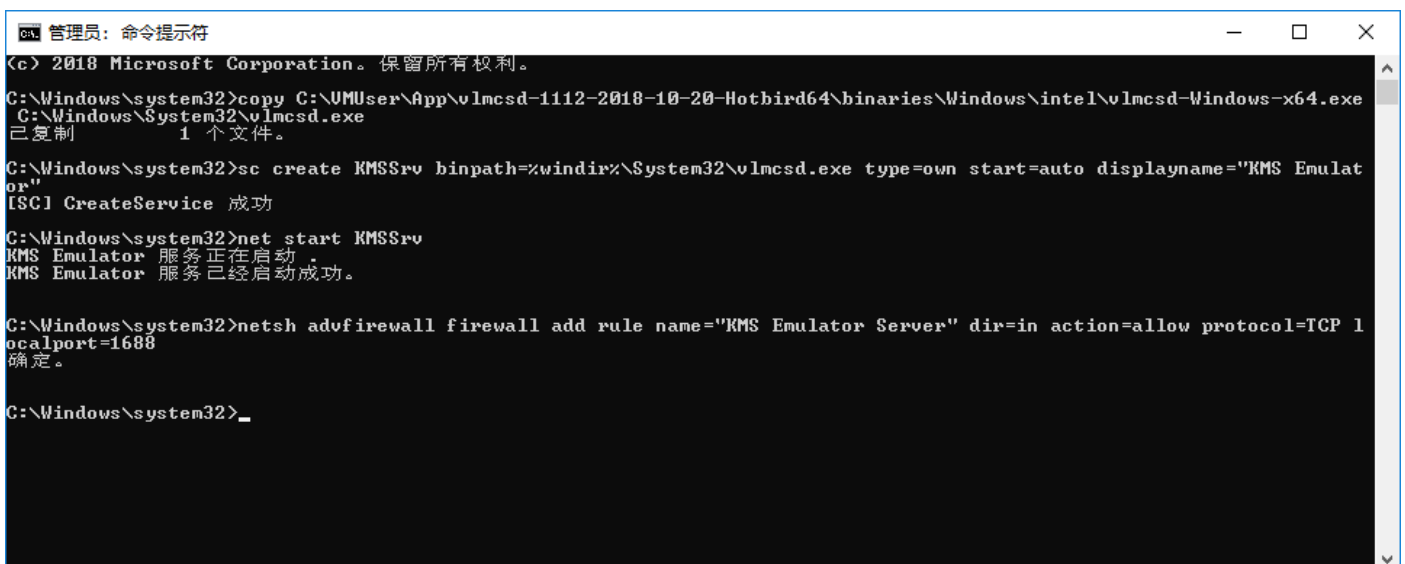 管理员: 命令提示符
(c) 2018 Microsoft Corporation。保留所有权利。
C:\Windows\system32>copy C:\VMUser\App\vlmcsd-1112-2018-10-20-Hotbird64\binaries\Windows\intel\vlmcsd-Windows-x64.exe
C:\Windows\System32\vlmcsd.exe
已复制         1 个文件。
C:\Windows\system32>sc create KMSSrv binpath=%windir%\System32\vlmcsd.exe type=own start=auto displayname="KMS Emulat
or"
[SC] CreateService 成功
C:\Windows\system32>net start KMSSrv
KMS Emulator 服务正在启动 .
KMS Emulator 服务已经启动成功。
C:\Windows\system32>netsh advfirewall firewall add rule name="KMS Emulator Server" dir=in action=allow protocol=TCP l
ocalport=1688
确定。
C:\Windows\system32>